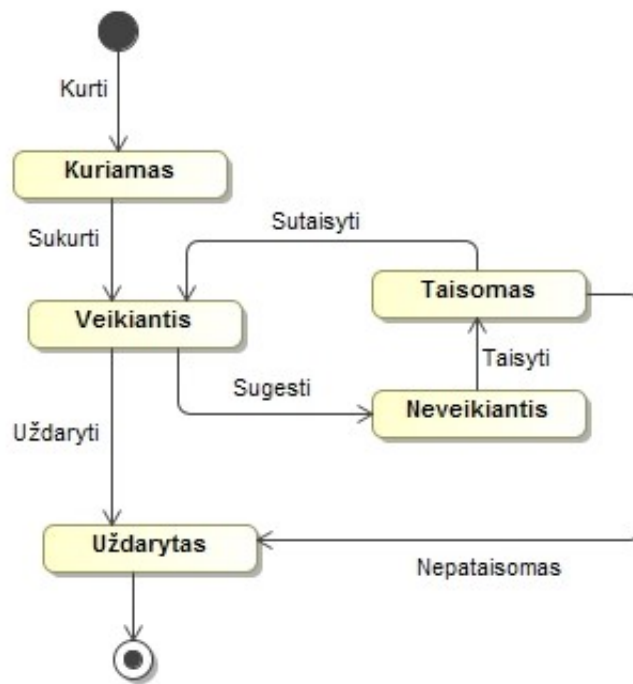 Kurti
Kuriamas
Sukurti
Sutaisyti
Taisomas
Veikiantis
Taisyti
Sugesti
Neveikiantis
Uždaryti
Uždarytas
Nepataisomas